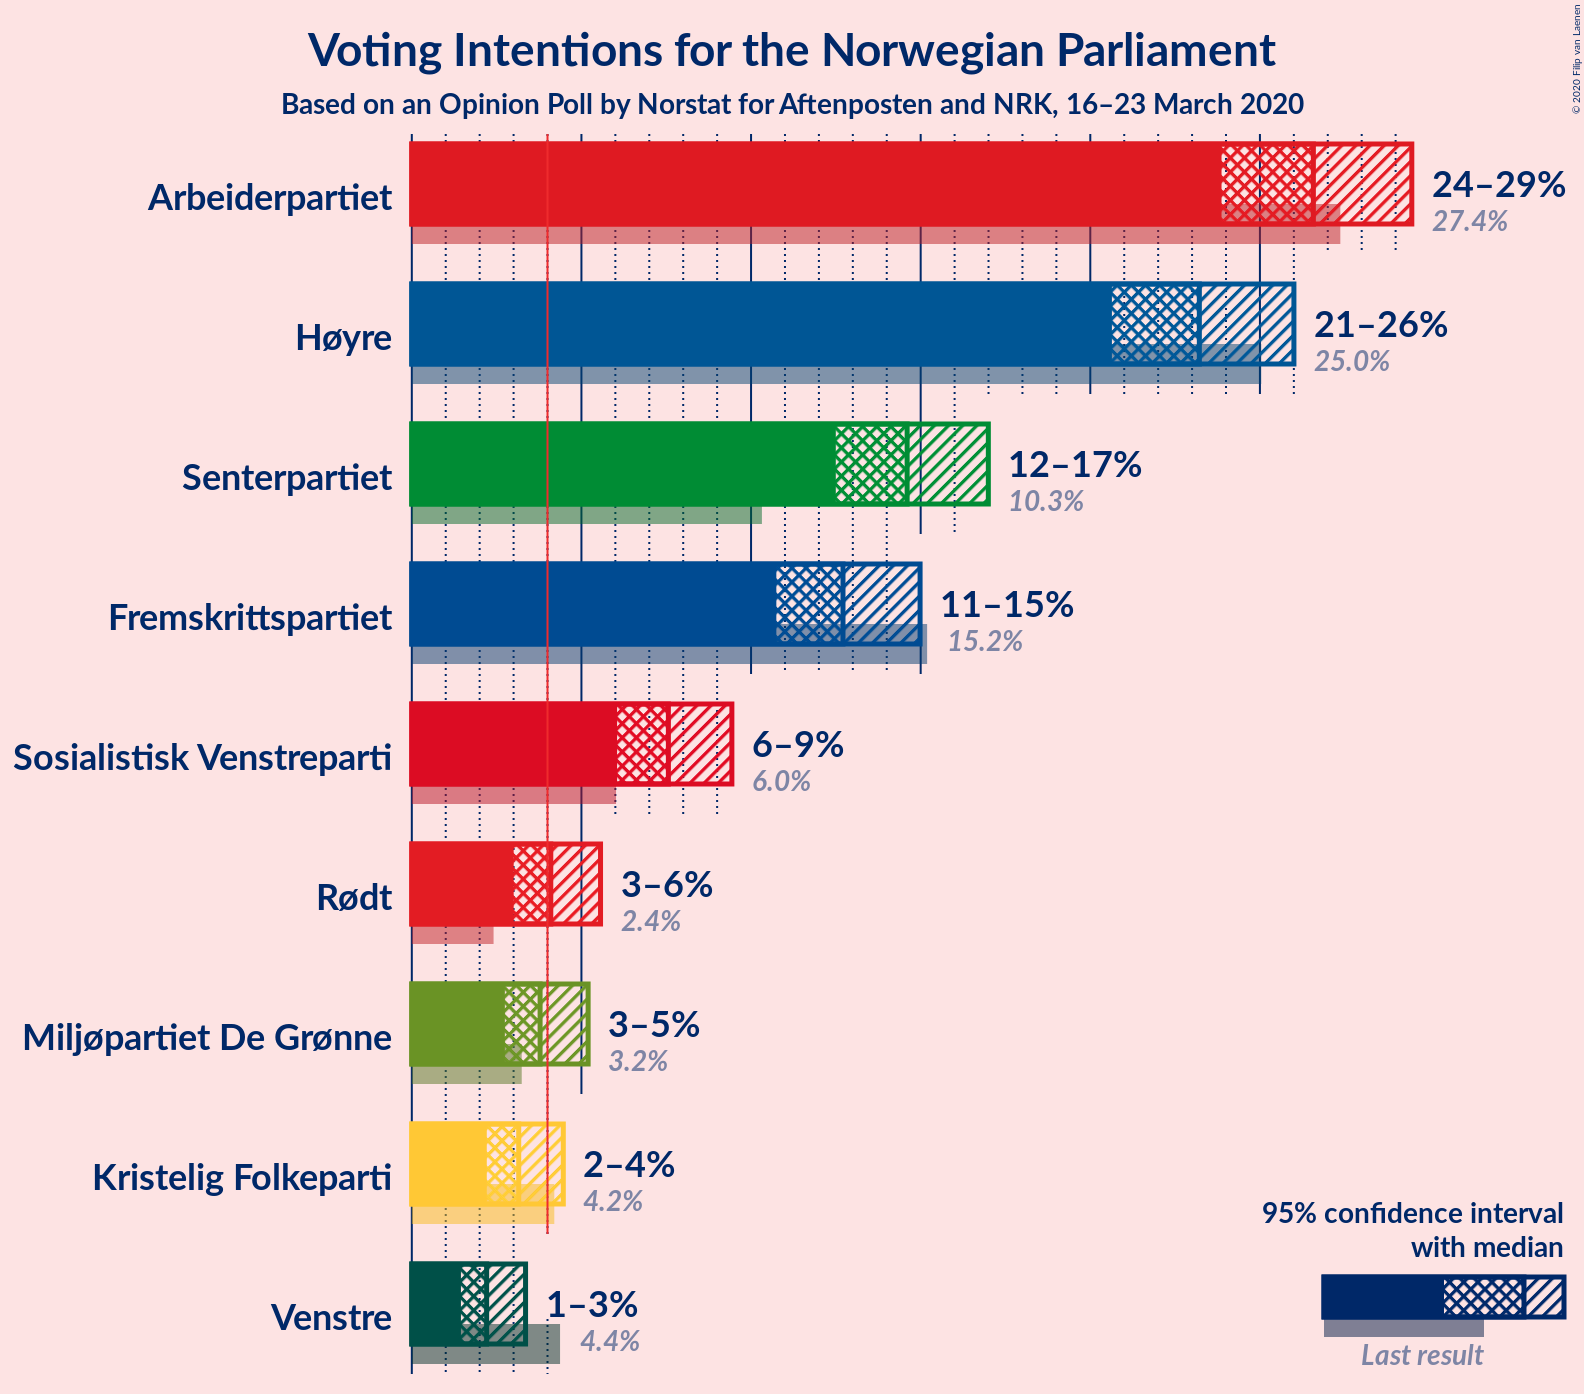 Voting Intentions for the Norwegian Parliament
Based on an Opinion Poll by Norstat for Aftenposten and NRK, 16–23 March 2020
© 2020 Filip van Laenen
Arbeiderpartiet
24–29%
27.4%
Høyre
21–26%
25.0%
Senterpartiet
12–17%
10.3%
Fremskrittspartiet
11–15%
15.2%
Sosialistisk Venstreparti
6–9%
6.0%
Rødt
3–6%
2.4%
Miljøpartiet De Grønne
3–5%
3.2%
Kristelig Folkeparti
2–4%
4.2%
Venstre
1–3%
4.4%
95% confidence interval
with median
Last result